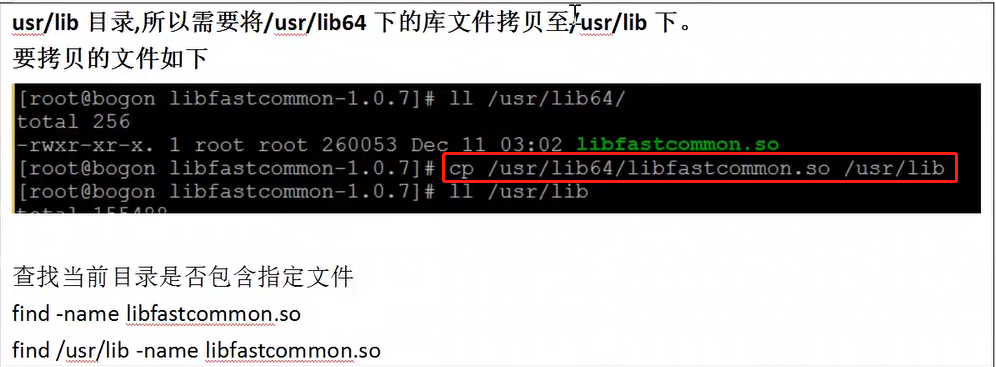 usr/lib 目录,所以需要将/usr/lib64 下的库文件拷贝至/usr/lib 下。
要拷贝的文件如下
[root@bogon libfastcommon-1.0.7]# ll /usr/lib64/
total 256
-rwxr-xr-x. 1 root root 260053 Dec 11 03:02 libfastcommon.so
[root@bogon libfastcommon-1.0.7]# cp /usr/lib64/libfastcommon.so /usr/lib
[root@bogon libfastcommon-1.0.7]# ll /usr/lib
total
查找当前目录是否包含指定文件
find -name libfastcommon.so
find /usr/lib -name libfastcommon.so